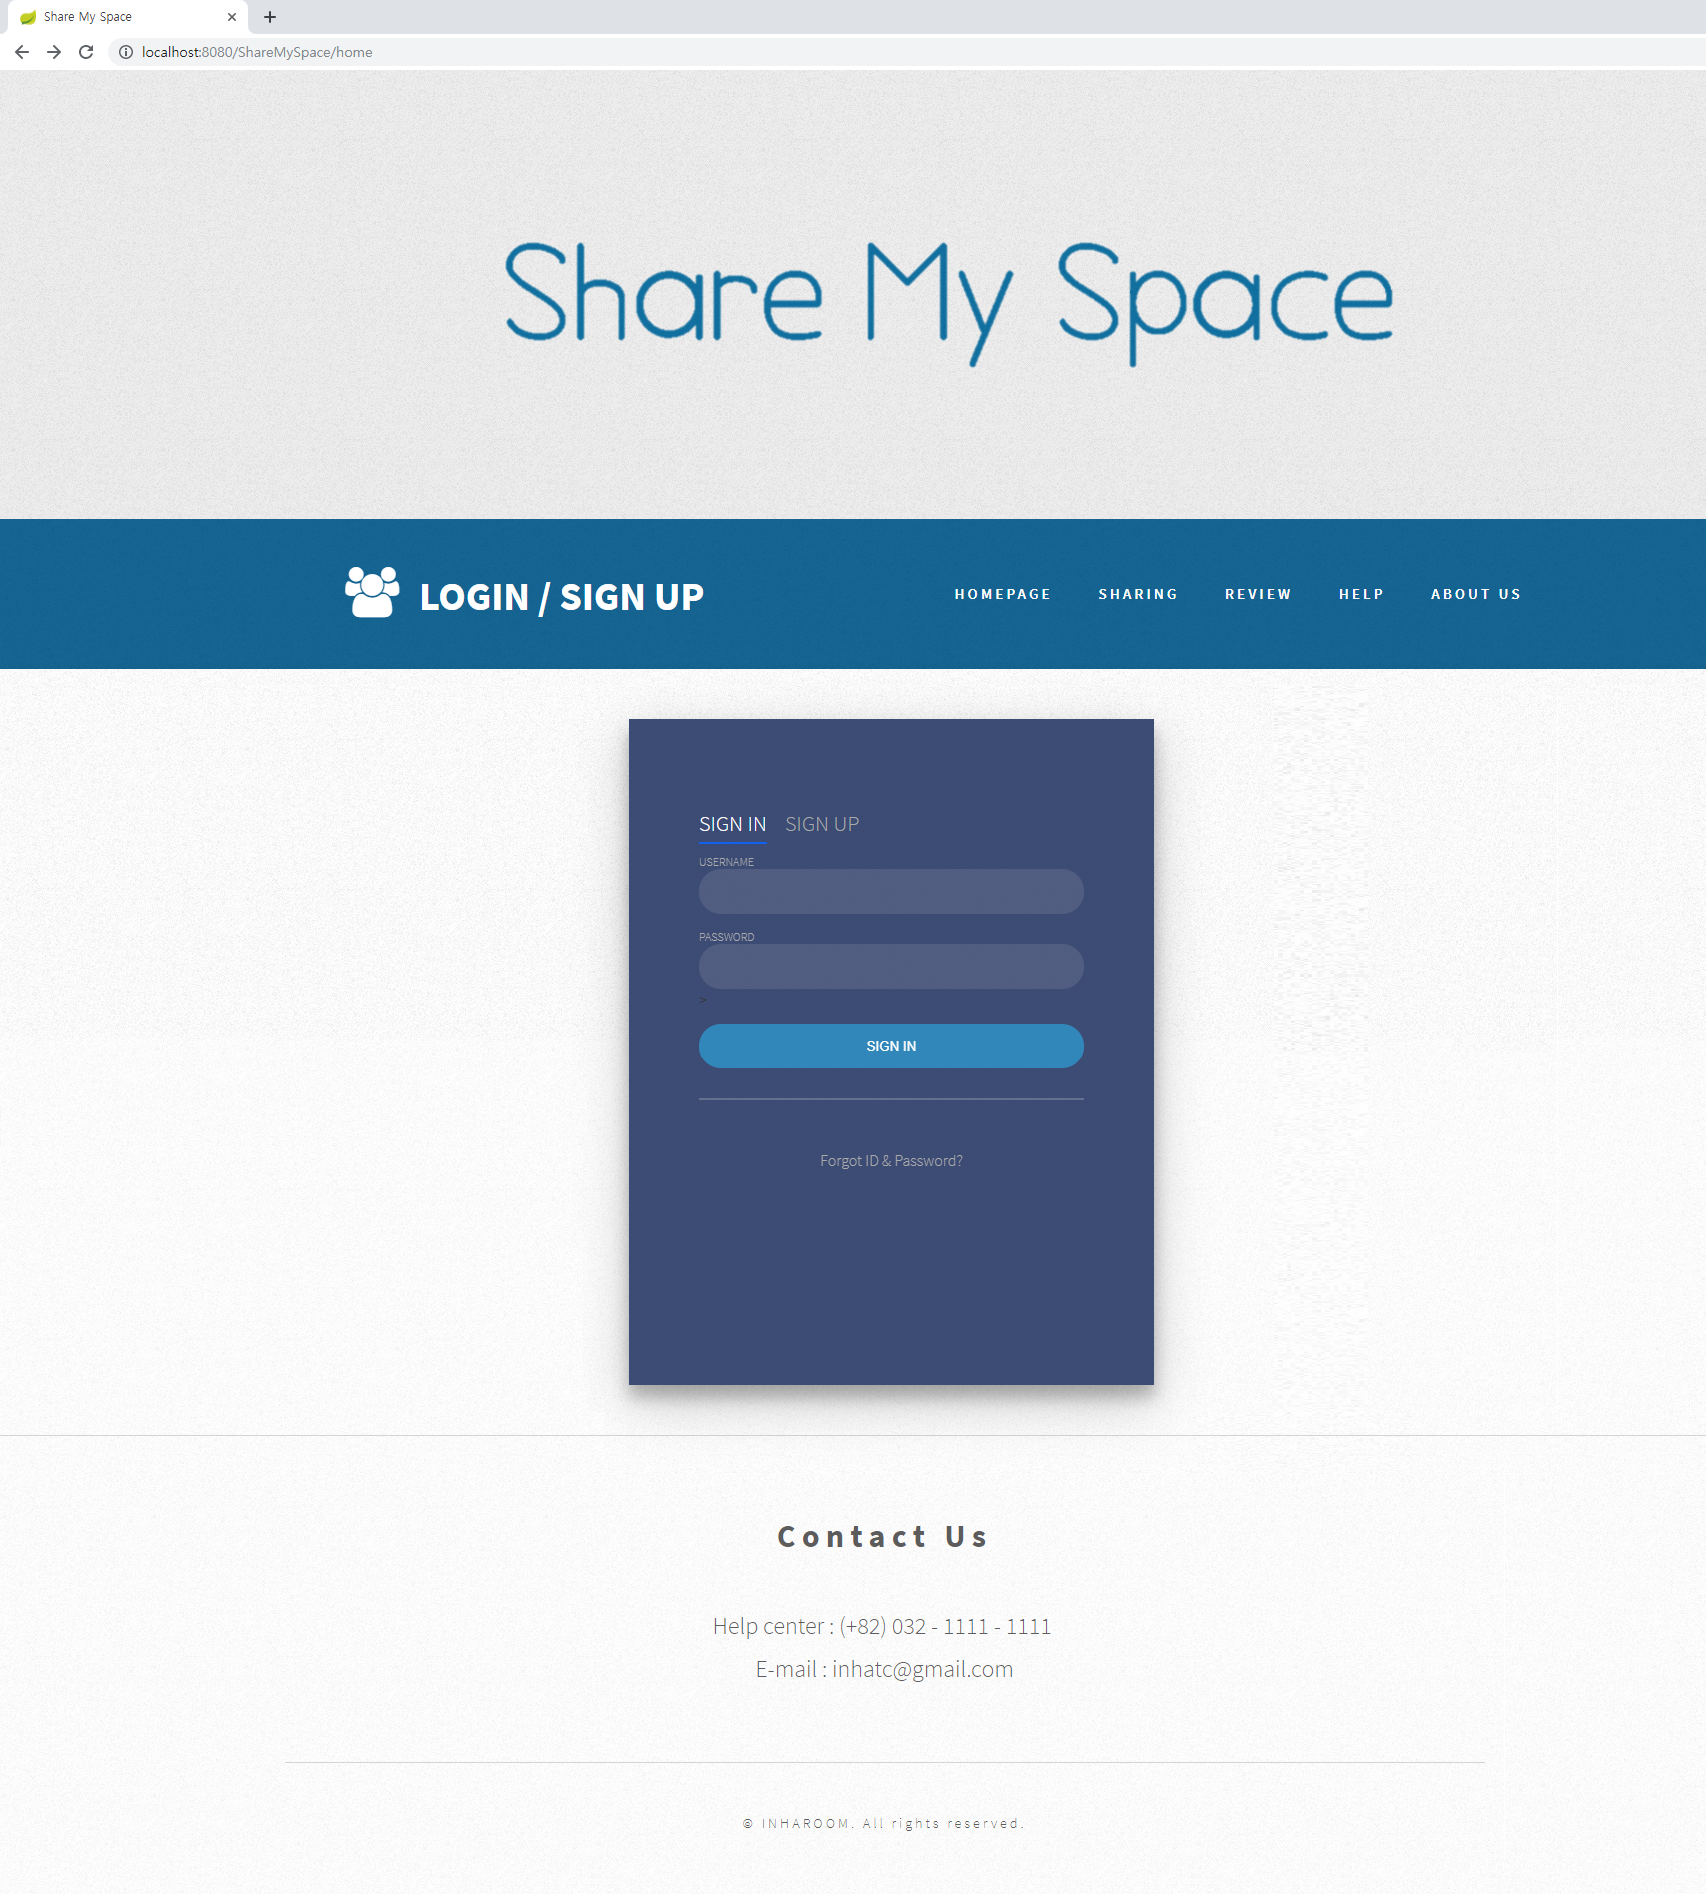 Share My Space
localhost:8080/ShareMySpace/home
Share My Space
LOGIN / SIGN UP
HOMEPAGE SHARING REVIEW HELP ABOUT US
SIGN IN SIGN UP
USERNAME
PASSWORD
>
SIGN IN
Forgot ID & Password?
Contact Us
Help center : (+82) 032 - 1111 - 1111
E-mail : inhatc@gmail.com
© INHAROOM. All rights reserved.